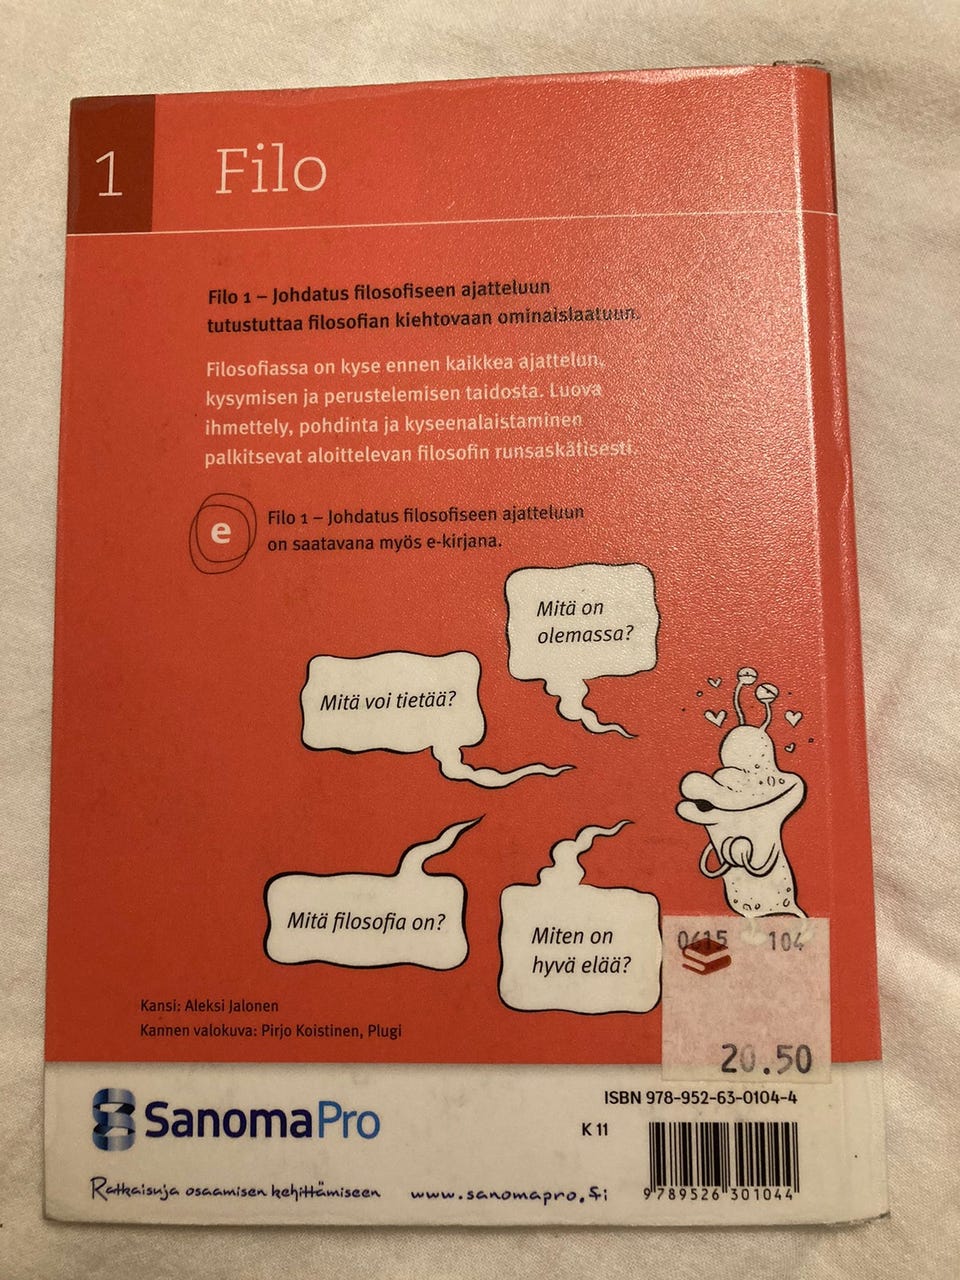 1 Filo
Filo 1 – Johdatus filosofiseen ajatteluun
tutustuttaa filosofian kiehtovaan ominaislaatuun.
Filosofiassa on kyse ennen kaikkea ajattelun,
kysymisen ja perustelemisen taidosta. Luova
ihmettely, pohdinta ja kyseenalaistaminen
palkitsevat aloittelevan filosofin runsaskätisesti.
e
Filo 1 – Johdatus filosofiseen ajatteluun
on saatavana myös e-kirjana.
Mitä on
olemassa?
Mitä voi tietää?
Mitä filosofia on?
Miten on
hyvä elää?
0415 104
20.50
Kansi: Aleksi Jalonen
Kannen valokuva: Pirjo Koistinen, Plugi
SanomaPro
Ratkaisuja osaamisen kehittämiseen
www.sanomapro.fi
ISBN 978-952-63-0104-4
K 11
9 789526 301044